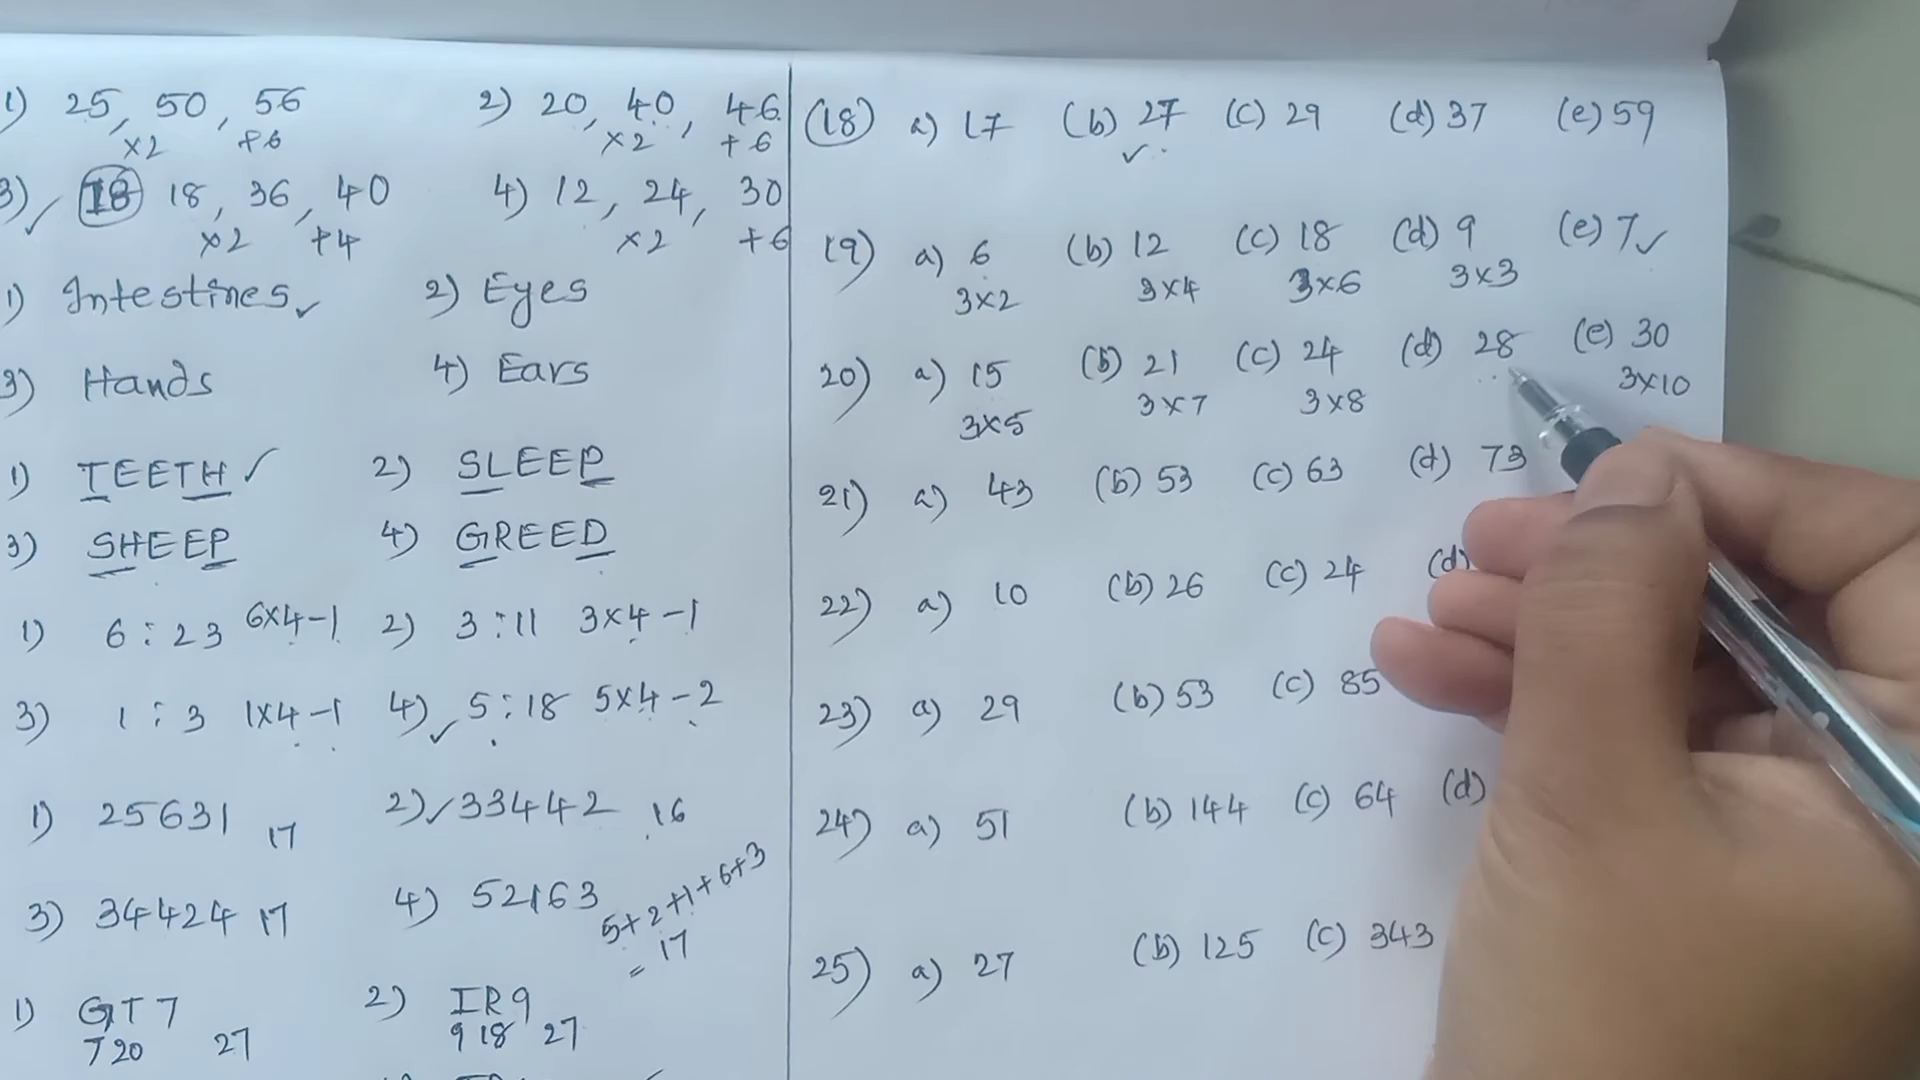 1) 25, 50, 56 2) 20, 40, 46
×2 +6 ×2 +6
3) ✓ 18 18, 36, 40 4) 12, 24, 30
×2 +4 ×2 +6
1) Intestines ✓ 2) Eyes
3) Hands 4) Ears
1) TEETH ✓ 2) SLEEP
3) SHEEP 4) GREED
1) 6:23 6×4-1 2) 3:11 3×4-1
3) 1:3 1×4-1 4) ✓ 5:18 5×4-2
1) 25631 17 2) ✓ 33442 16
3) 34424 17 4) 52163 5+2+1+6+3
= 17
1) GT7 2) IR9
7 20 27 9 18 27
(18) a) 17 (b) 27 (c) 29 (d) 37 (e) 59
✓
19) a) 6 (b) 12 (c) 18 (d) 9 (e) 7 ✓
3×2 3×4 3×6 3×3
20) a) 15 (b) 21 (c) 24 (d) 28 (e) 30
3×5 3×7 3×8 3×10
21) a) 43 (b) 53 (c) 63 (d) 73
22) a) 10 (b) 26 (c) 24 (d)
23) a) 29 (b) 53 (c) 85
24) a) 51 (b) 144 (c) 64 (d)
25) a) 27 (b) 125 (c) 343